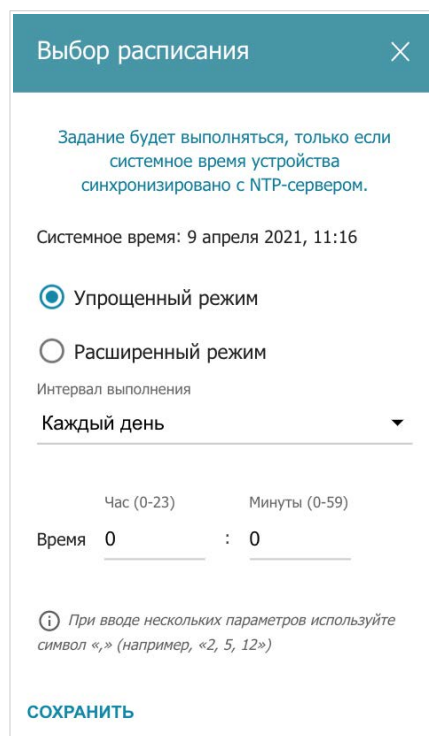 Выбор расписания
Задание будет выполняться, только если
системное время устройства
синхронизировано с NTP-сервером.
Системное время: 9 апреля 2021, 11:16
Упрощенный режим
Расширенный режим
Интервал выполнения
Каждый день
Час (0-23) Минуты (0-59)
Время 0 : 0
При вводе нескольких параметров используйте
символ «,» (например, «2, 5, 12»)
СОХРАНИТЬ